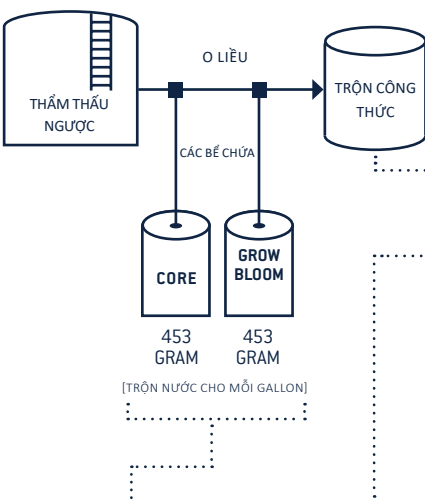 O LIỀU
THẨM THẤU
NGƯỢC
TRỘN CÔNG
THỨC
CÁC BỂ CHỨA
CORE
GROW
BLOOM
453
GRAM
453
GRAM
[TRỘN NƯỚC CHO MỖI GALLON]